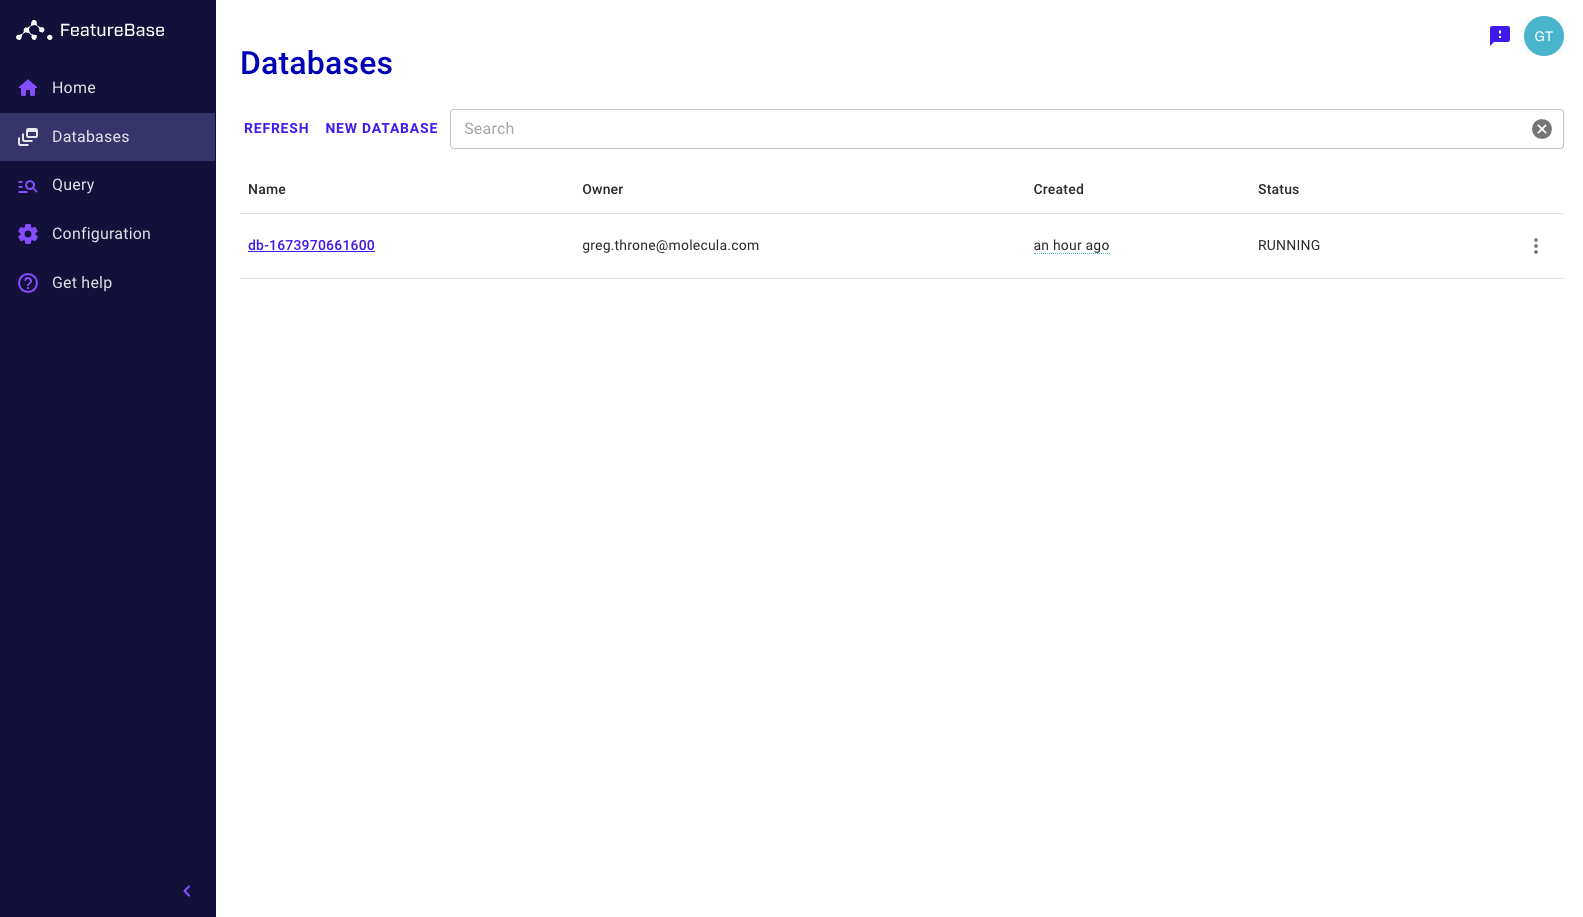 FeatureBase
Home
Databases
Query
Configuration
Get help
GT
Databases
REFRESH NEW DATABASE Search
Name Owner Created Status
db-1673970661600 greg.throne@molecula.com an hour ago RUNNING